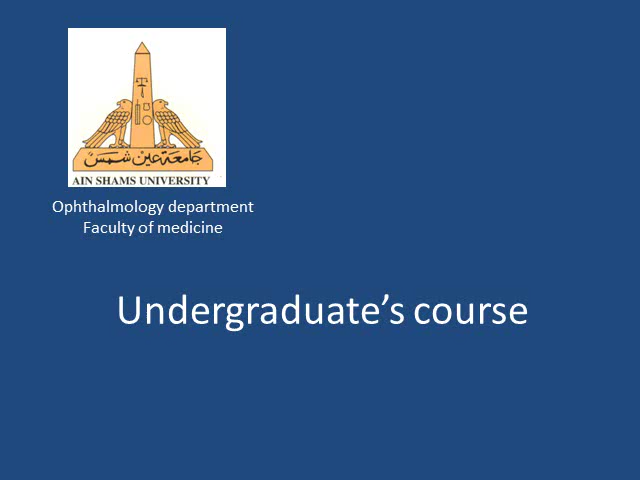 جامعة عين شمس
AIN SHAMS UNIVERSITY
Ophthalmology department
Faculty of medicine
Undergraduate’s course